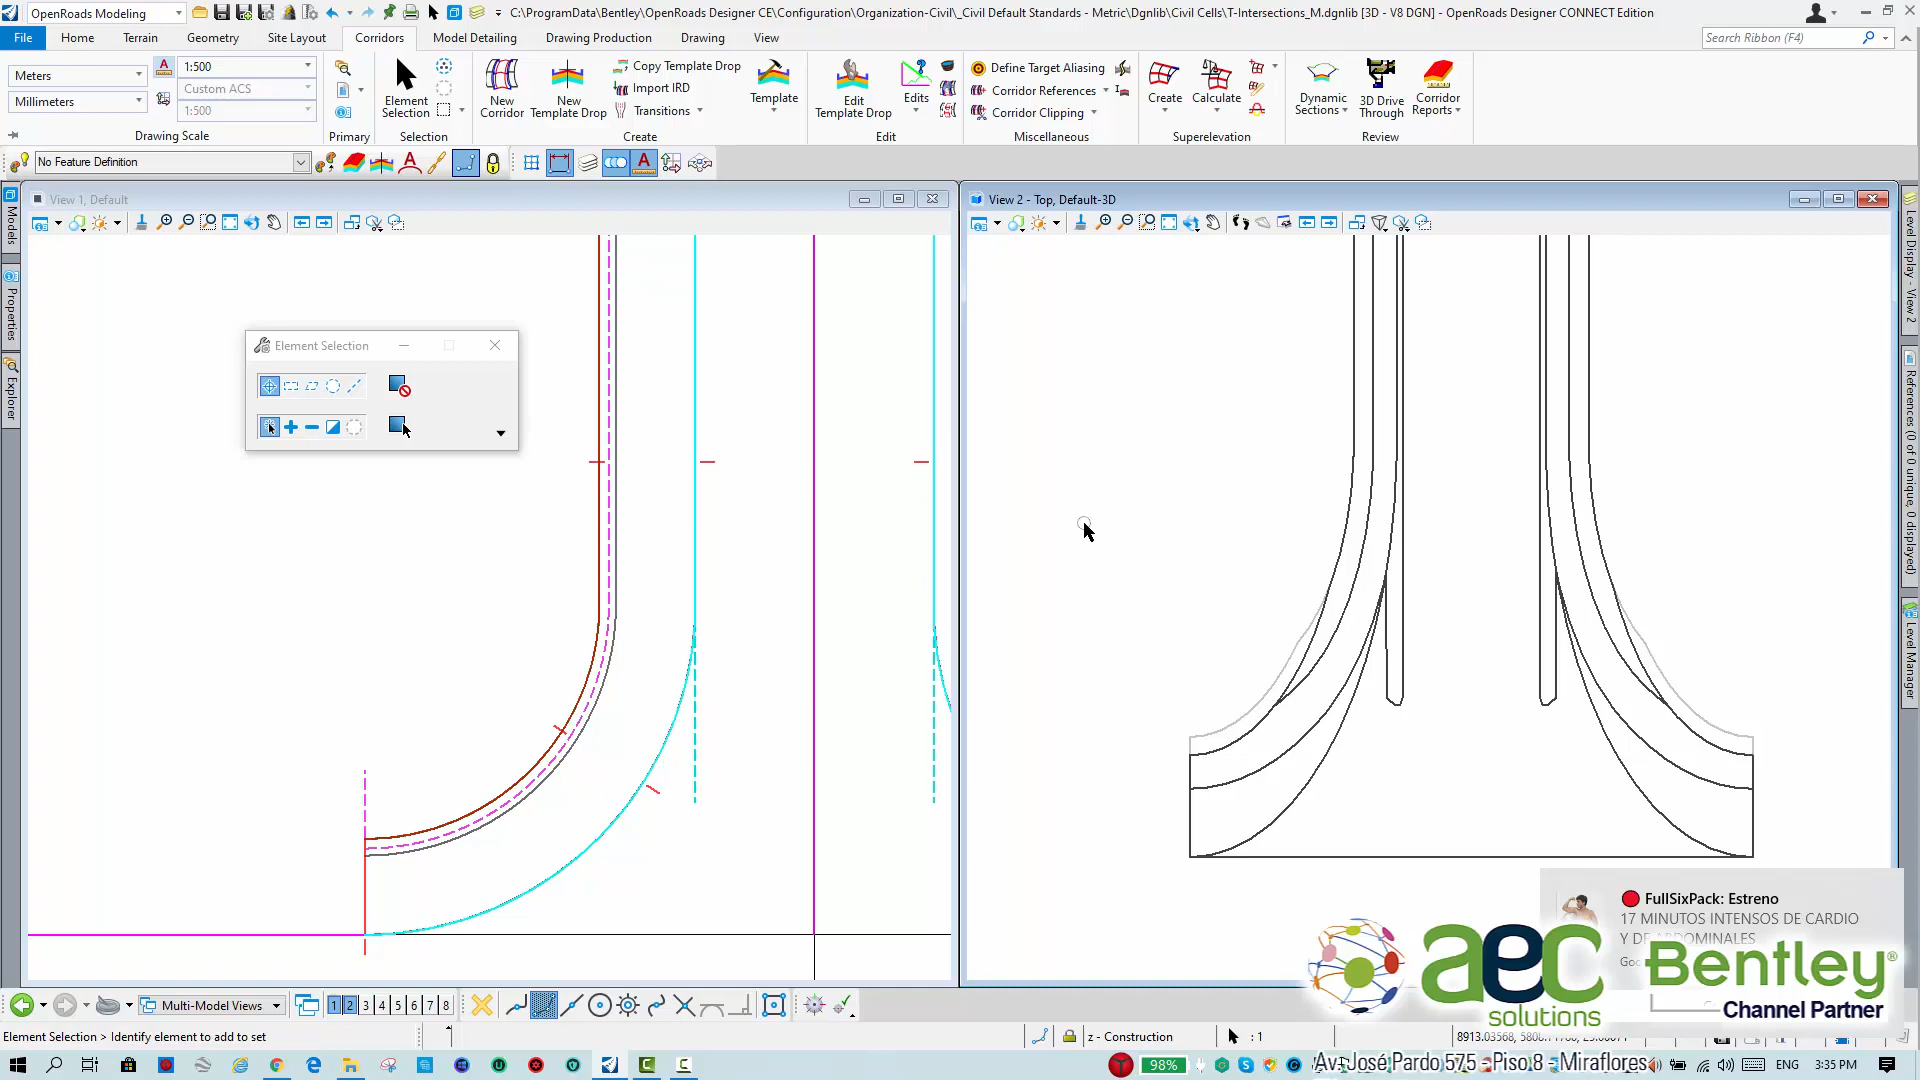 OpenRoads Modeling
C:\ProgramData\Bentley\OpenRoads Designer CE\Configuration\Organization-Civil\_Civil Default Standards - Metric\Dgnlib\Civil Cells\T-Intersections_M.dgnlib [3D - V8 DGN] - OpenRoads Designer CONNECT Edition
File Home Terrain Geometry Site Layout Corridors Model Detailing Drawing Production Drawing View
Search Ribbon (F4)
Meters
Millimeters
1:500
Custom ACS
1:500
Drawing Scale
Primary
Element Selection
Selection
New Corridor
New Template Drop
Copy Template Drop
Import IRD
Transitions
Template
Create
Edit Template Drop
Edits
Edit
Define Target Aliasing
Corridor References
Corridor Clipping
Miscellaneous
Create
Calculate
Superelevation
Dynamic Sections
3D Drive Through
Corridor Reports
Review
No Feature Definition
View 1, Default
View 2 - Top, Default-3D
Models
Properties
Explorer
Element Selection
Level Display - View 2
References (0 of 0 unique, 0 displayed)
Level Manager
FullSixPack: Estreno
17 MINUTOS INTENSOS DE CARDIO
Y DE ABDOMINALES
aec
solutions
Bentley®
Channel Partner
Multi-Model Views
1 2 3 4 5 6 7 8
Element Selection > Identify element to add to set
z - Construction
: 1
98%
Av. José Pardo 575 - Piso 8 - Miraflores
ENG
3:35 PM